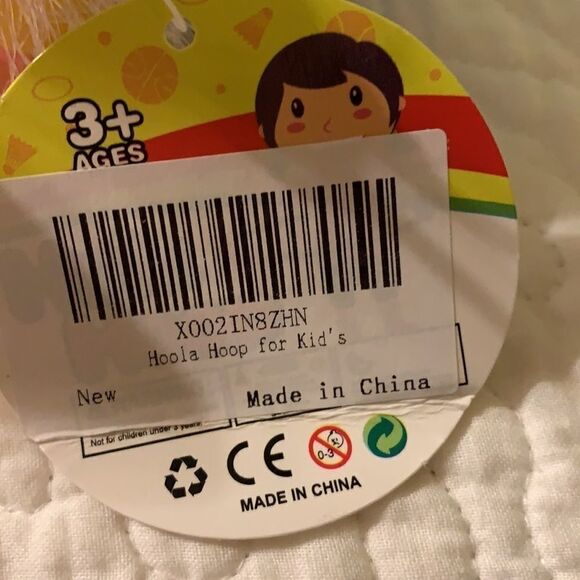 3+
AGES
X002IN8ZHN
Hoola Hoop for Kid's
New
Made in China
Not for children under 3 years
0-3
CE
MADE IN CHINA